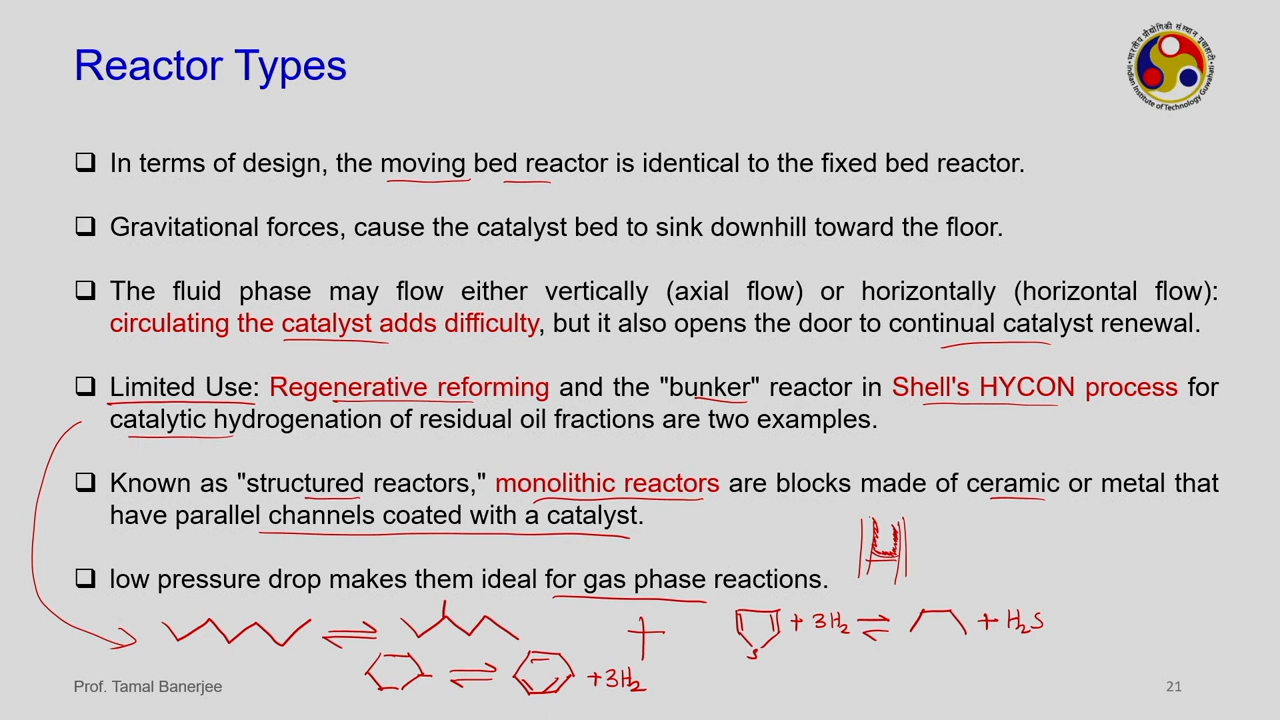 Reactor Types
भारतीय प्रौद्योगिकी संस्थान गुवाहाटी
Indian Institute of Technology Guwahati
❑ In terms of design, the moving bed reactor is identical to the fixed bed reactor.
❑ Gravitational forces, cause the catalyst bed to sink downhill toward the floor.
❑ The fluid phase may flow either vertically (axial flow) or horizontally (horizontal flow):
circulating the catalyst adds difficulty, but it also opens the door to continual catalyst renewal.
❑ Limited Use: Regenerative reforming and the "bunker" reactor in Shell's HYCON process for
catalytic hydrogenation of residual oil fractions are two examples.
❑ Known as "structured reactors," monolithic reactors are blocks made of ceramic or metal that
have parallel channels coated with a catalyst.
❑ low pressure drop makes them ideal for gas phase reactions.
S + 3H₂ ⇌ + H₂S
⇌ + 3H₂
Prof. Tamal Banerjee
21